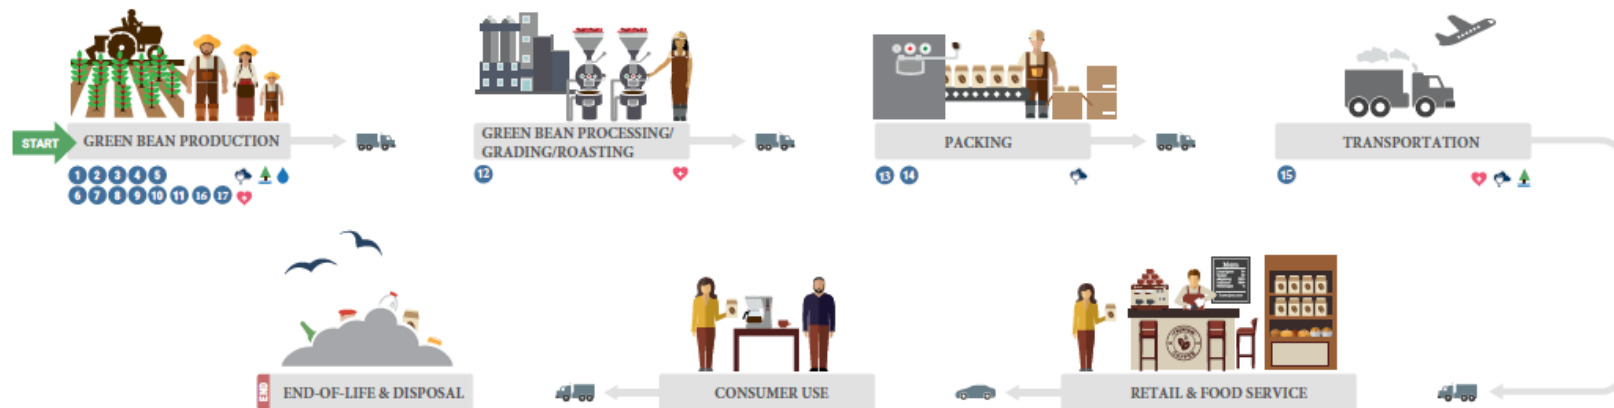 START
GREEN BEAN PRODUCTION
1 2 3 4 5
6 7 8 9 10 11 16 17
GREEN BEAN PROCESSING/
GRADING/ROASTING
12
PACKING
13 14
TRANSPORTATION
15
END
END-OF-LIFE & DISPOSAL
CONSUMER USE
Menu
COFFEE
RETAIL & FOOD SERVICE